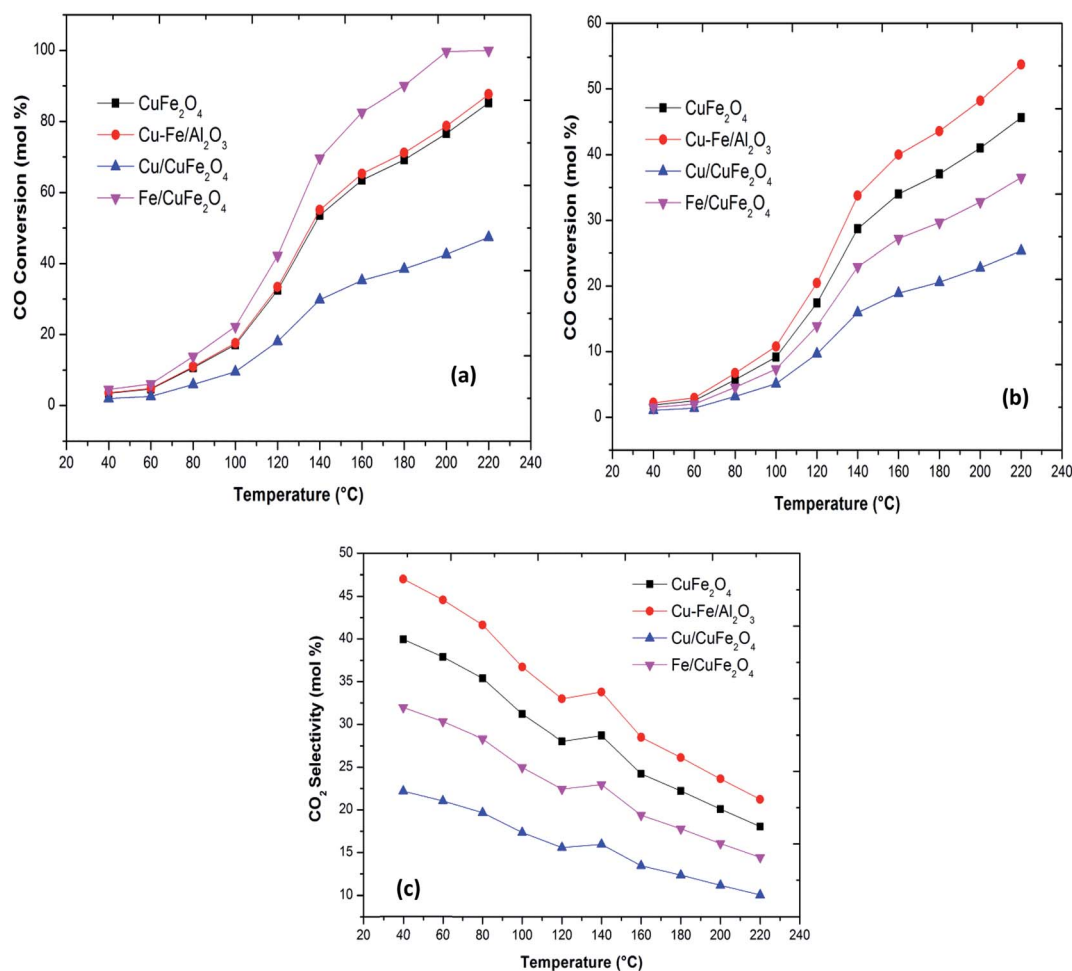 CO Conversion (mol %)
100
80
60
40
20
0
CuFe₂O₄
Cu-Fe/Al₂O₃
Cu/CuFe₂O₄
Fe/CuFe₂O₄
(a)
20 40 60 80 100 120 140 160 180 200 220 240
Temperature (°C)
CO Conversion (mol %)
60
50
40
30
20
10
0
CuFe₂O₄
Cu-Fe/Al₂O₃
Cu/CuFe₂O₄
Fe/CuFe₂O₄
(b)
20 40 60 80 100 120 140 160 180 200 220 240
Temperature (°C)
CO₂ Selectivity (mol %)
50
45
40
35
30
25
20
15
10
CuFe₂O₄
Cu-Fe/Al₂O₃
Cu/CuFe₂O₄
Fe/CuFe₂O₄
(c)
20 40 60 80 100 120 140 160 180 200 220 240
Temperature (°C)